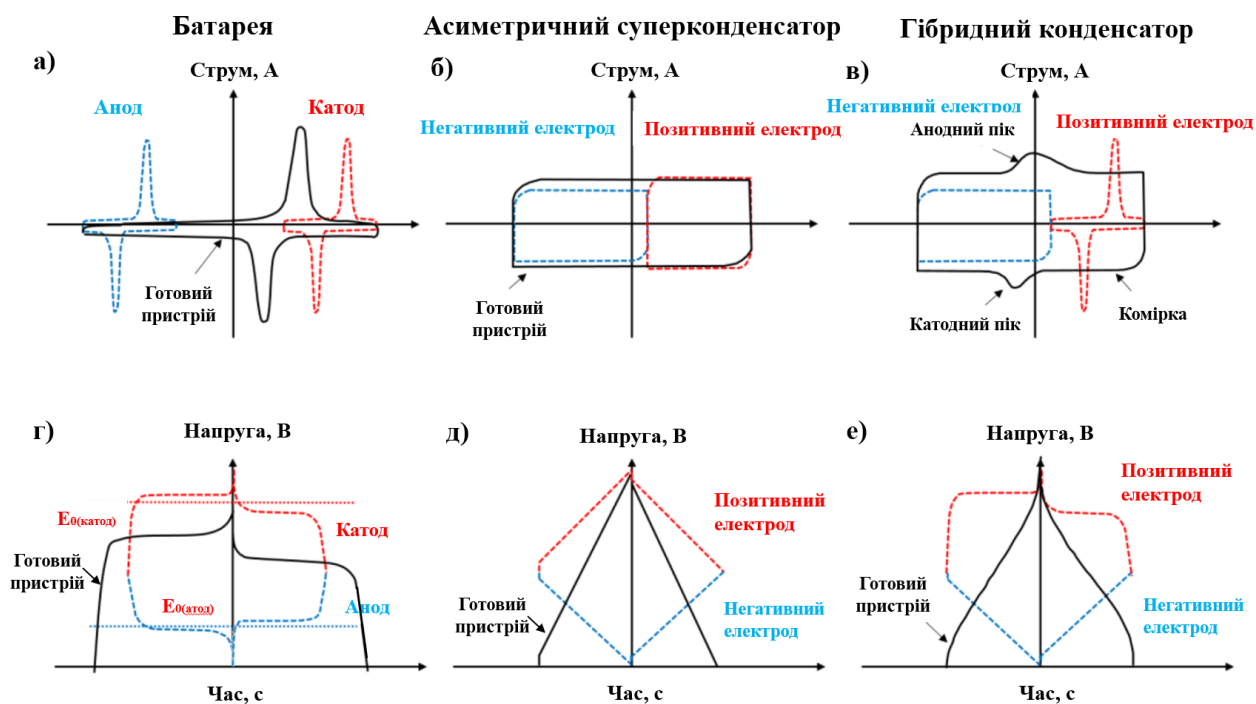 Батарея
Асиметричний суперконденсатор
Гібридний конденсатор
а)
Струм, А
Анод
Катод
Готовий
пристрій
б)
Струм, А
Негативний електрод
Позитивний електрод
Готовий
пристрій
в)
Струм, А
Негативний електрод
Анодний пік
Позитивний електрод
Катодний пік
Комірка
г)
Напруга, В
E0(катод)
Катод
Готовий
пристрій
E0(атод)
Анод
Час, с
д)
Напруга, В
Позитивний
електрод
Готовий
пристрій
Негативний
електрод
Час, с
е)
Напруга, В
Позитивний
електрод
Готовий
пристрій
Негативний
електрод
Час, с